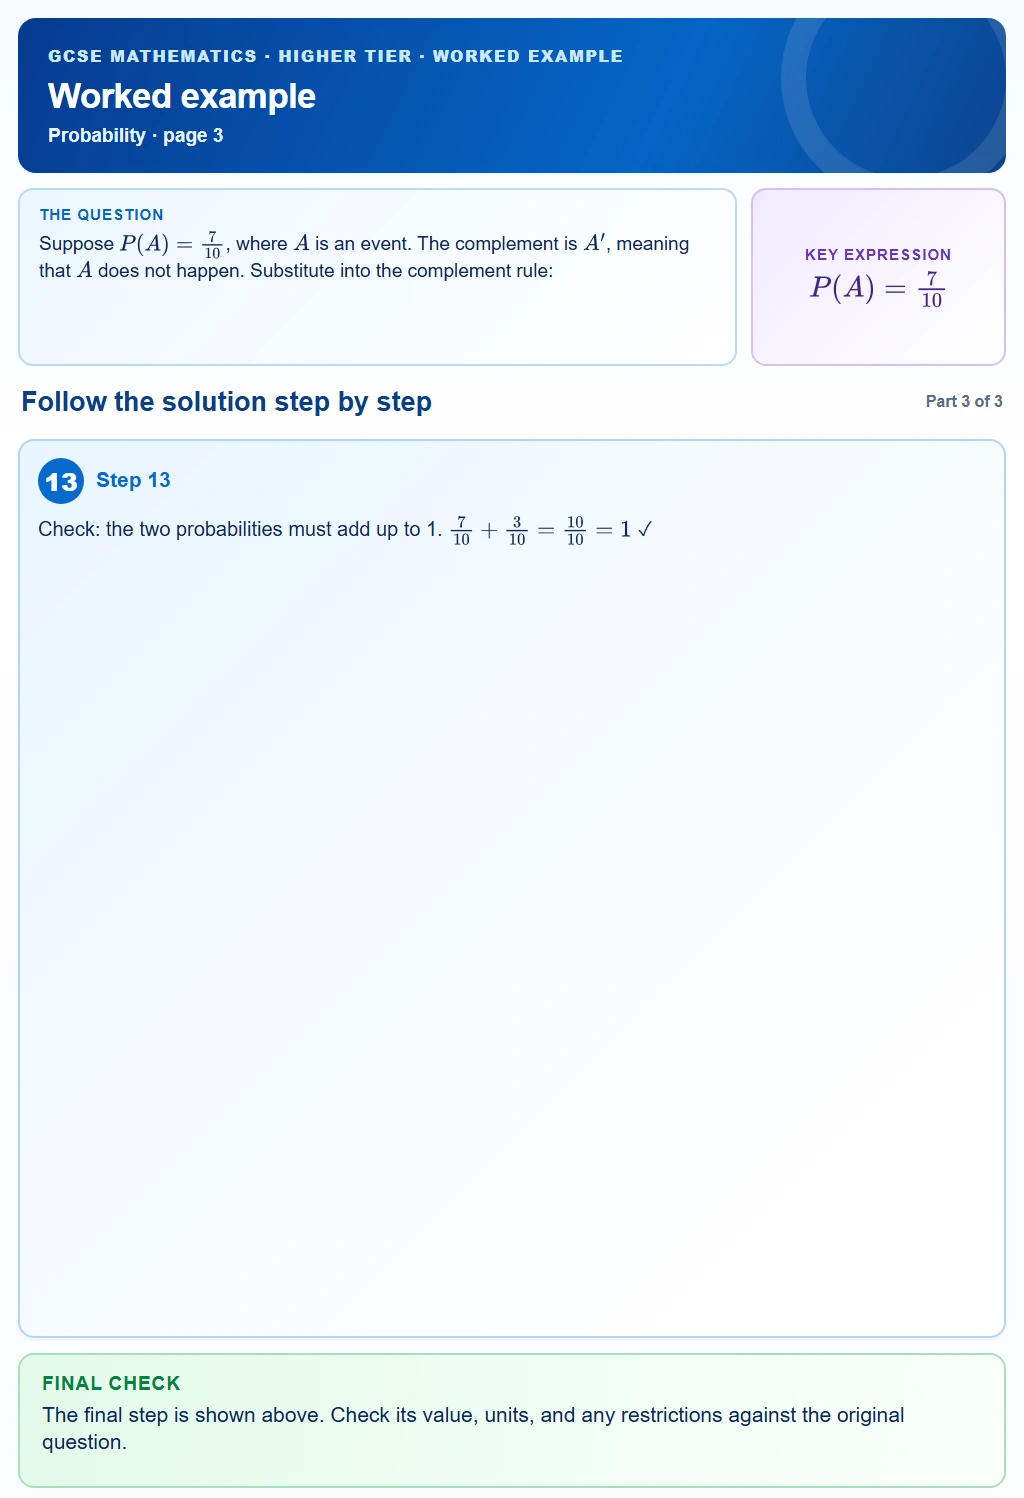 GCSE MATHEMATICS · HIGHER TIER · WORKED EXAMPLE
Worked example
Probability · page 3
THE QUESTION
Suppose P(A) = 7/10, where A is an event. The complement is A′, meaning
that A does not happen. Substitute into the complement rule:
KEY EXPRESSION
P(A) = 7/10
Follow the solution step by step
Part 3 of 3
13 Step 13
Check: the two probabilities must add up to 1. 7/10 + 3/10 = 10/10 = 1 ✓
FINAL CHECK
The final step is shown above. Check its value, units, and any restrictions against the original
question.